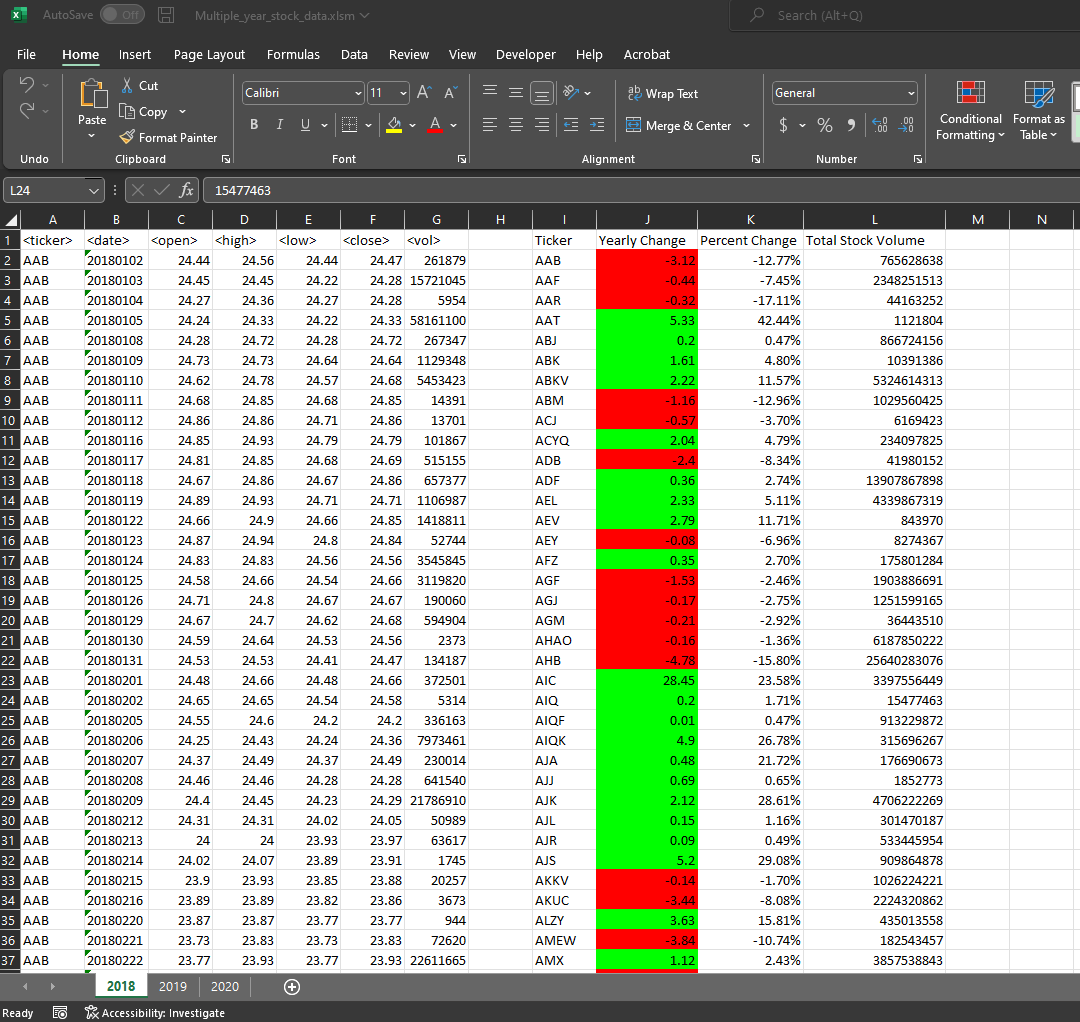 AutoSave Off Multiple_year_stock_data.xlsm Search (Alt+Q)
File Home Insert Page Layout Formulas Data Review View Developer Help Acrobat
Cut
Copy
Format Painter
Paste
Calibri 11 A A
B I U A
ab Wrap Text
Merge & Center
General
$ % 9
Conditional Formatting
Format as Table
Undo Clipboard Font Alignment Number
L24 fx 15477463
A B C D E F G H I J K L M N
1 <ticker> <date> <open> <high> <low> <close> <vol> Ticker Yearly Change Percent Change Total Stock Volume
2 AAB 20180102 24.44 24.56 24.44 24.47 261879 AAB -3.12 -12.77% 765628638
3 AAB 20180103 24.45 24.45 24.22 24.28 15721045 AAF -0.44 -7.45% 2348251513
4 AAB 20180104 24.27 24.36 24.27 24.28 5954 AAR -0.32 -17.11% 44163252
5 AAB 20180105 24.24 24.33 24.22 24.33 58161100 AAT 5.33 42.44% 1121804
6 AAB 20180108 24.28 24.72 24.28 24.72 267347 ABJ 0.2 0.47% 866724156
7 AAB 20180109 24.73 24.73 24.64 24.64 1129348 ABK 1.61 4.80% 10391386
8 AAB 20180110 24.62 24.78 24.57 24.68 5453423 ABKV 2.22 11.57% 5324614313
9 AAB 20180111 24.68 24.85 24.68 24.85 14391 ABM -1.16 -12.96% 1029560425
10 AAB 20180112 24.86 24.86 24.71 24.86 13701 ACJ -0.57 -3.70% 6169423
11 AAB 20180116 24.85 24.93 24.79 24.79 101867 ACYQ 2.04 4.79% 234097825
12 AAB 20180117 24.81 24.85 24.68 24.69 515155 ADB -2.4 -8.34% 41980152
13 AAB 20180118 24.67 24.86 24.67 24.86 657377 ADF 0.36 2.74% 13907867898
14 AAB 20180119 24.89 24.93 24.71 24.71 1106987 AEL 2.33 5.11% 4339867319
15 AAB 20180122 24.66 24.9 24.66 24.85 1418811 AEV 2.79 11.71% 843970
16 AAB 20180123 24.87 24.94 24.8 24.84 52744 AEY -0.08 -6.96% 8274367
17 AAB 20180124 24.83 24.83 24.56 24.56 3545845 AFZ 0.35 2.70% 175801284
18 AAB 20180125 24.58 24.66 24.54 24.66 3119820 AGF -1.53 -2.46% 1903886691
19 AAB 20180126 24.71 24.8 24.67 24.67 190060 AGJ -0.17 -2.75% 1251599165
20 AAB 20180129 24.67 24.7 24.62 24.68 594904 AGM -0.21 -2.92% 36443510
21 AAB 20180130 24.59 24.64 24.53 24.56 2373 AHAO -0.16 -1.36% 6187850222
22 AAB 20180131 24.53 24.53 24.41 24.47 134187 AHB -4.78 -15.80% 25640283076
23 AAB 20180201 24.48 24.66 24.48 24.66 372501 AIC 28.45 23.58% 3397556449
24 AAB 20180202 24.65 24.65 24.54 24.58 5314 AIQ 0.2 1.71% 15477463
25 AAB 20180205 24.55 24.6 24.2 24.2 336163 AIQF 0.01 0.47% 913229872
26 AAB 20180206 24.25 24.43 24.24 24.36 7973461 AIQK 4.9 26.78% 315696267
27 AAB 20180207 24.37 24.49 24.37 24.49 230014 AJA 0.48 21.72% 176690673
28 AAB 20180208 24.46 24.46 24.28 24.28 641540 AJJ 0.69 0.65% 1852773
29 AAB 20180209 24.4 24.45 24.23 24.29 21786910 AJK 2.12 28.61% 4706222269
30 AAB 20180212 24.31 24.31 24.02 24.05 50989 AJL 0.15 1.16% 301470187
31 AAB 20180213 24 24 23.93 23.97 63617 AJR 0.09 0.49% 533445954
32 AAB 20180214 24.02 24.07 23.89 23.91 1745 AJS 5.2 29.08% 909864878
33 AAB 20180215 23.9 23.93 23.85 23.88 20257 AKKV -0.14 -1.70% 1026224221
34 AAB 20180216 23.89 23.89 23.82 23.86 3673 AKUC -3.44 -8.08% 2224320862
35 AAB 20180220 23.87 23.87 23.77 23.77 944 ALZY 3.63 15.81% 435013558
36 AAB 20180221 23.73 23.83 23.73 23.83 72620 AMEW -3.84 -10.74% 182543457
37 AAB 20180222 23.77 23.93 23.77 23.93 22611665 AMX 1.12 2.43% 3857538843
2018 2019 2020
Ready Accessibility: Investigate